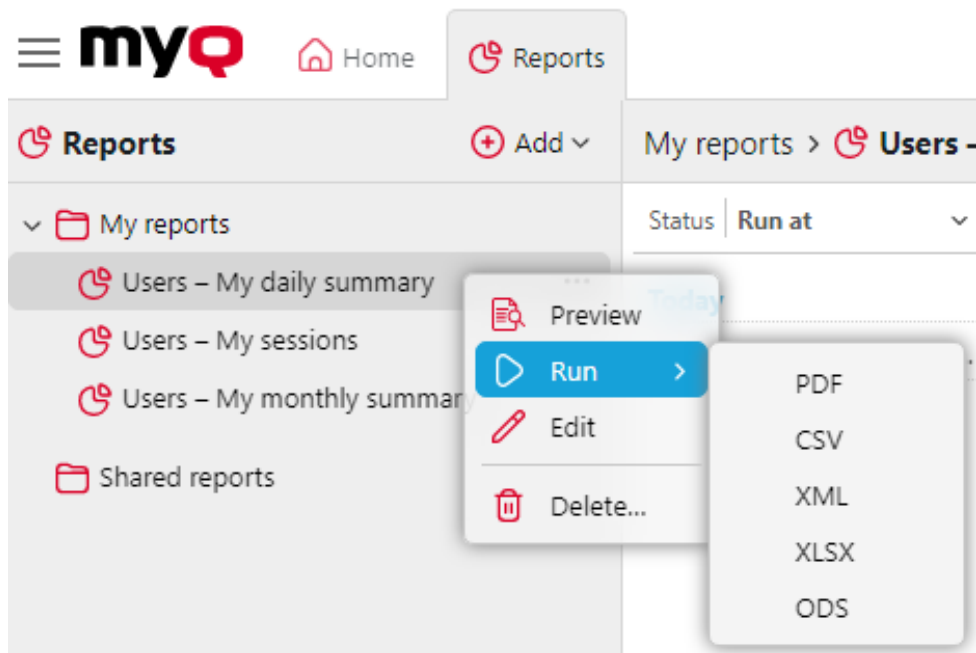 myQ Home Reports
Reports Add My reports > Users –
My reports Status Run at
Users – My daily summary
Today
Preview
Users – My sessions
Run
PDF
Users – My monthly summary
Edit
CSV
Shared reports
XML
Delete...
XLSX
ODS